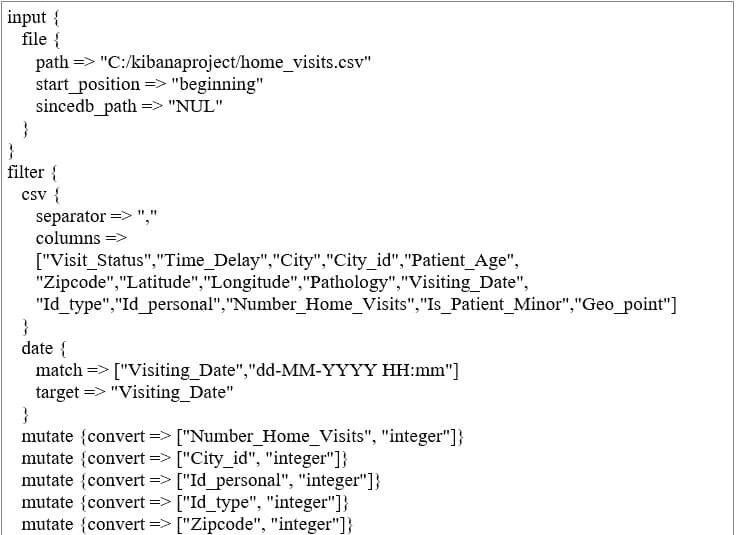 input {
file {
path => "C:/kibanaproject/home_visits.csv"
start_position => "beginning"
sincedb_path => "NUL"
}
}
filter {
csv {
separator => ","
columns =>
["Visit_Status","Time_Delay","City","City_id","Patient_Age",
"Zipcode","Latitude","Longitude","Pathology","Visiting_Date",
"Id_type","Id_personal","Number_Home_Visits","Is_Patient_Minor","Geo_point"]
}
date {
match => ["Visiting_Date","dd-MM-YYYY HH:mm"]
target => "Visiting_Date"
}
mutate {convert => ["Number_Home_Visits", "integer"]}
mutate {convert => ["City_id", "integer"]}
mutate {convert => ["Id_personal", "integer"]}
mutate {convert => ["Id_type", "integer"]}
mutate {convert => ["Zipcode", "integer"]}